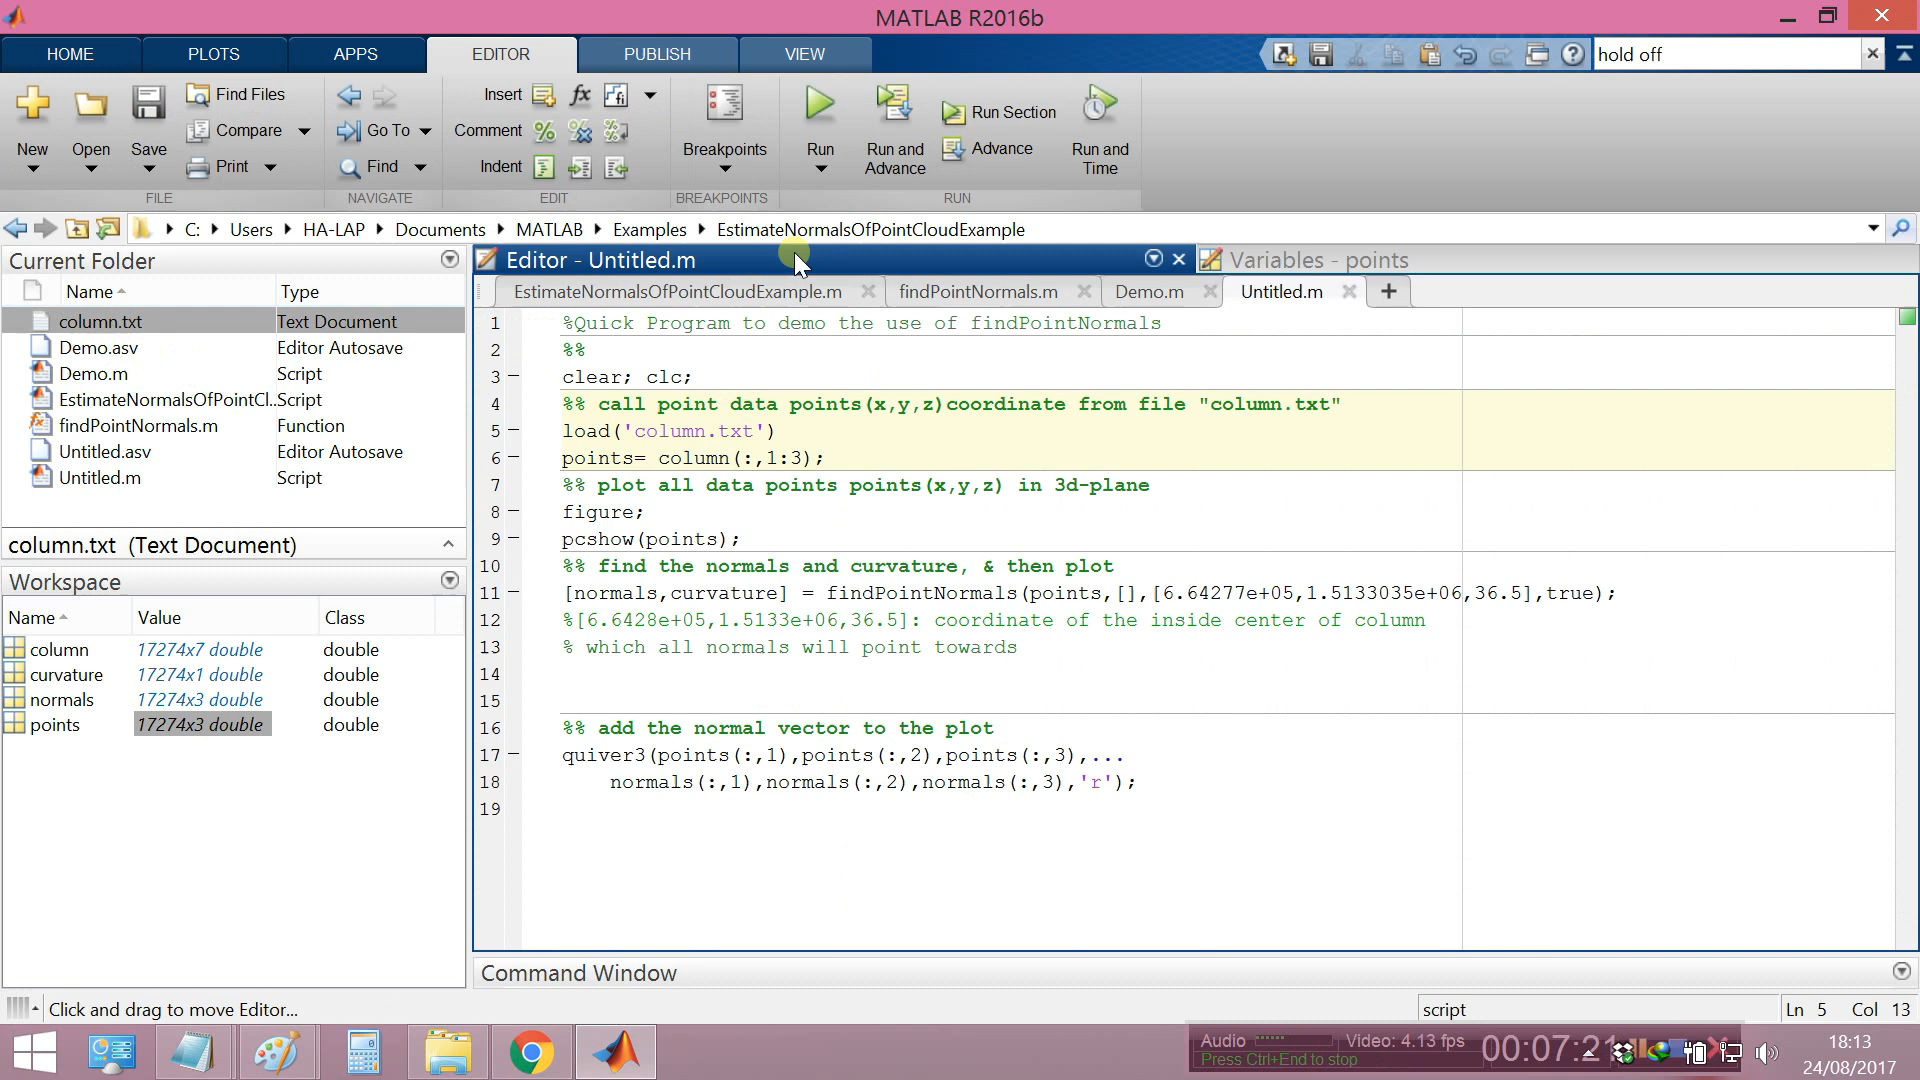 MATLAB R2016b
HOME PLOTS APPS EDITOR PUBLISH VIEW hold off
New Open Save Find Files Compare Print
FILE
Go To Find
NAVIGATE
Insert fx
Comment
Indent
EDIT
Breakpoints
BREAKPOINTS
Run Run and Advance Run Section Advance Run and Time
RUN
C: Users HA-LAP Documents MATLAB Examples EstimateNormalsOfPointCloudExample
Current Folder
Name Type
column.txt Text Document
Demo.asv Editor Autosave
Demo.m Script
EstimateNormalsOfPointCl... Script
findPointNormals.m Function
Untitled.asv Editor Autosave
Untitled.m Script
column.txt (Text Document)
Workspace
Name Value Class
column 17274x7 double double
curvature 17274x1 double double
normals 17274x3 double double
points 17274x3 double double
Editor - Untitled.m
Variables - points
EstimateNormalsOfPointCloudExample.m findPointNormals.m Demo.m Untitled.m
1 %Quick Program to demo the use of findPointNormals
2 %%
3 clear; clc;
4 %% call point data points(x,y,z)coordinate from file "column.txt"
5 load('column.txt')
6 points= column(:,1:3);
7 %% plot all data points points(x,y,z) in 3d-plane
8 figure;
9 pcshow(points);
10 %% find the normals and curvature, & then plot
11 [normals,curvature] = findPointNormals(points,[],[6.64277e+05,1.5133035e+06,36.5],true);
12 %[6.6428e+05,1.5133e+06,36.5]: coordinate of the inside center of column
13 % which all normals will point towards
14
15
16 %% add the normal vector to the plot
17 quiver3(points(:,1),points(:,2),points(:,3),...
18 normals(:,1),normals(:,2),normals(:,3),'r');
19
Command Window
Click and drag to move Editor... script Ln 5 Col 13
Audio Video: 4.13 fps 00:07:21
Press Ctrl+End to stop
18:13
24/08/2017